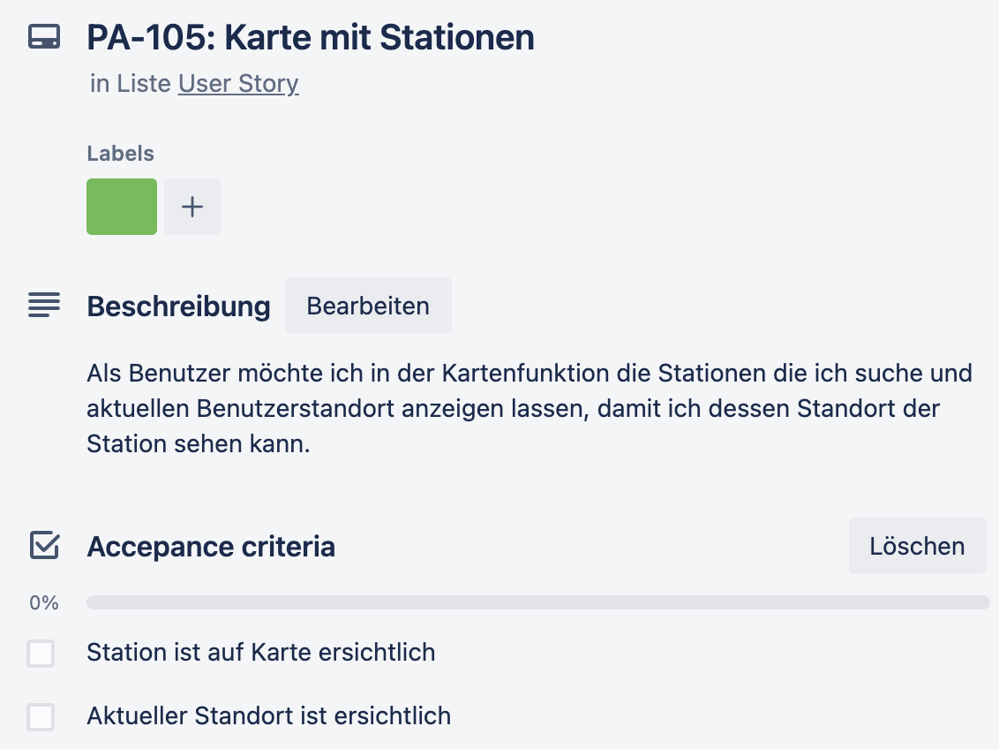 PA-105: Karte mit Stationen
in Liste User Story
Labels
+
Beschreibung Bearbeiten
Als Benutzer möchte ich in der Kartenfunktion die Stationen die ich suche und
aktuellen Benutzerstandort anzeigen lassen, damit ich dessen Standort der
Station sehen kann.
Accepance criteria Löschen
0%
Station ist auf Karte ersichtlich
Aktueller Standort ist ersichtlich